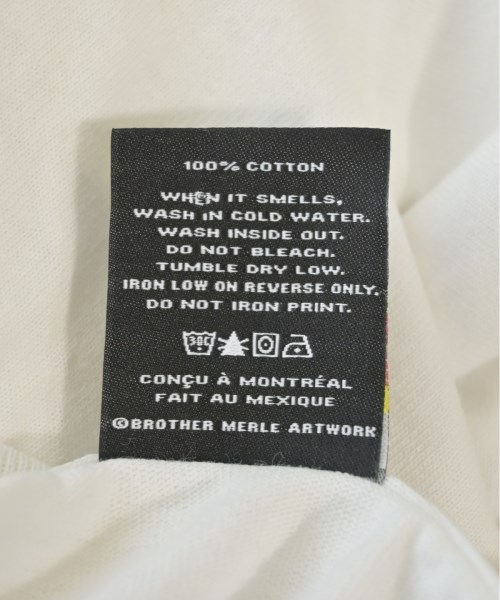 100% COTTON
WHEN IT SMELLS,
WASH IN COLD WATER.
WASH INSIDE OUT.
DO NOT BLEACH.
TUMBLE DRY LOW.
IRON LOW ON REVERSE ONLY.
DO NOT IRON PRINT.
30C
CONÇU À MONTRÉAL
FAIT AU MEXIQUE
©BROTHER MERLE ARTWORK